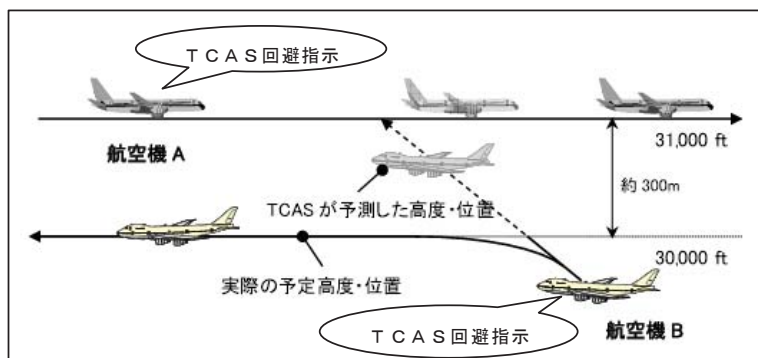 ＴＣＡＳ回避指示
航空機 A
31,000 ft
約 300m
TCAS が予測した高度・位置
30,000 ft
実際の予定高度・位置
ＴＣＡＳ回避指示
航空機 B